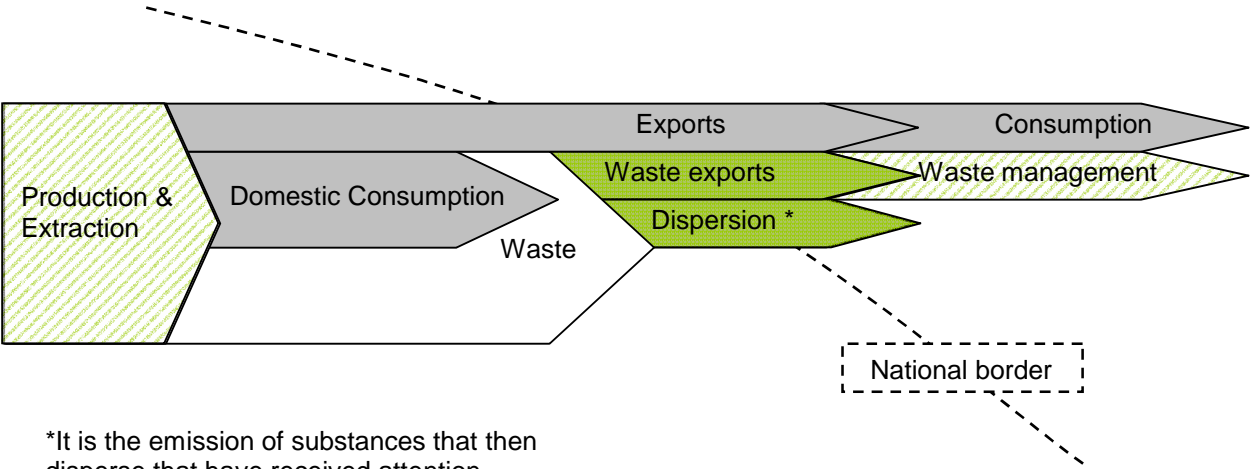 Exports
Consumption
Waste exports
Waste management
Production &
Extraction
Domestic Consumption
Dispersion *
Waste
National border
*It is the emission of substances that then
disperse that have received attention